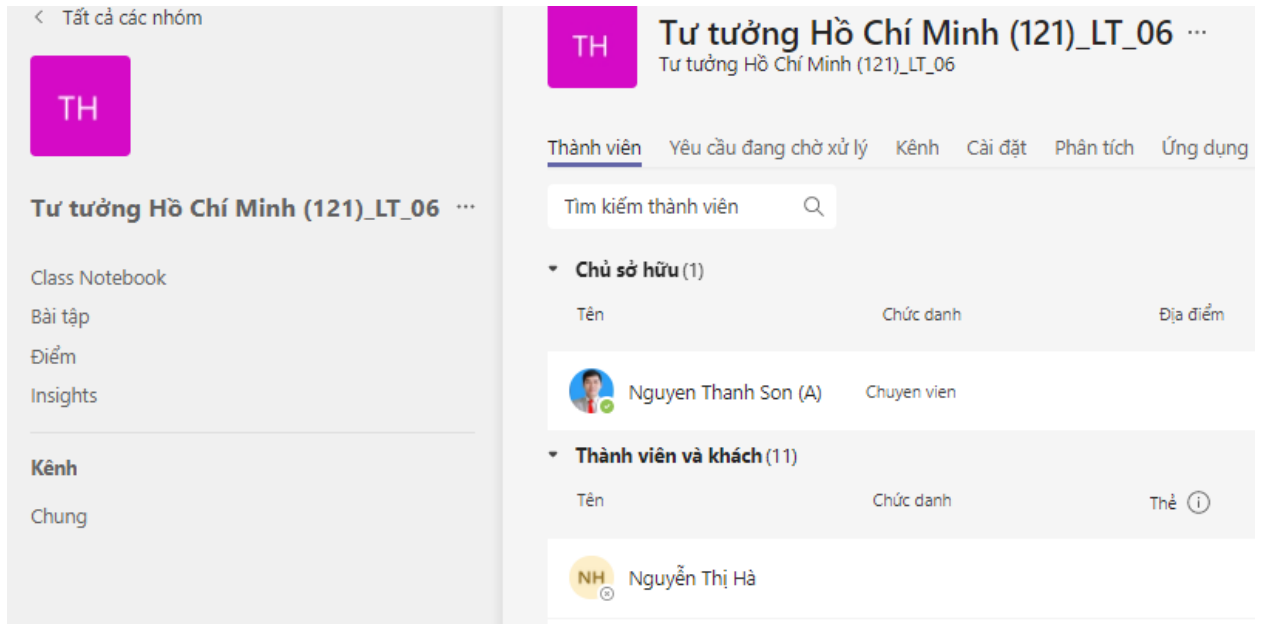 Tất cả các nhóm
TH
Tư tưởng Hồ Chí Minh (121)_LT_06 ...
Class Notebook
Bài tập
Điểm
Insights
Kênh
Chung
TH
Tư tưởng Hồ Chí Minh (121)_LT_06 ...
Tư tưởng Hồ Chí Minh (121)_LT_06
Thành viên Yêu cầu đang chờ xử lý Kênh Cài đặt Phân tích Ứng dụng
Tìm kiếm thành viên
Chủ sở hữu (1)
Tên Chức danh Địa điểm
Nguyen Thanh Son (A) Chuyen vien
Thành viên và khách (11)
Tên Chức danh Thẻ
NH Nguyễn Thị Hà